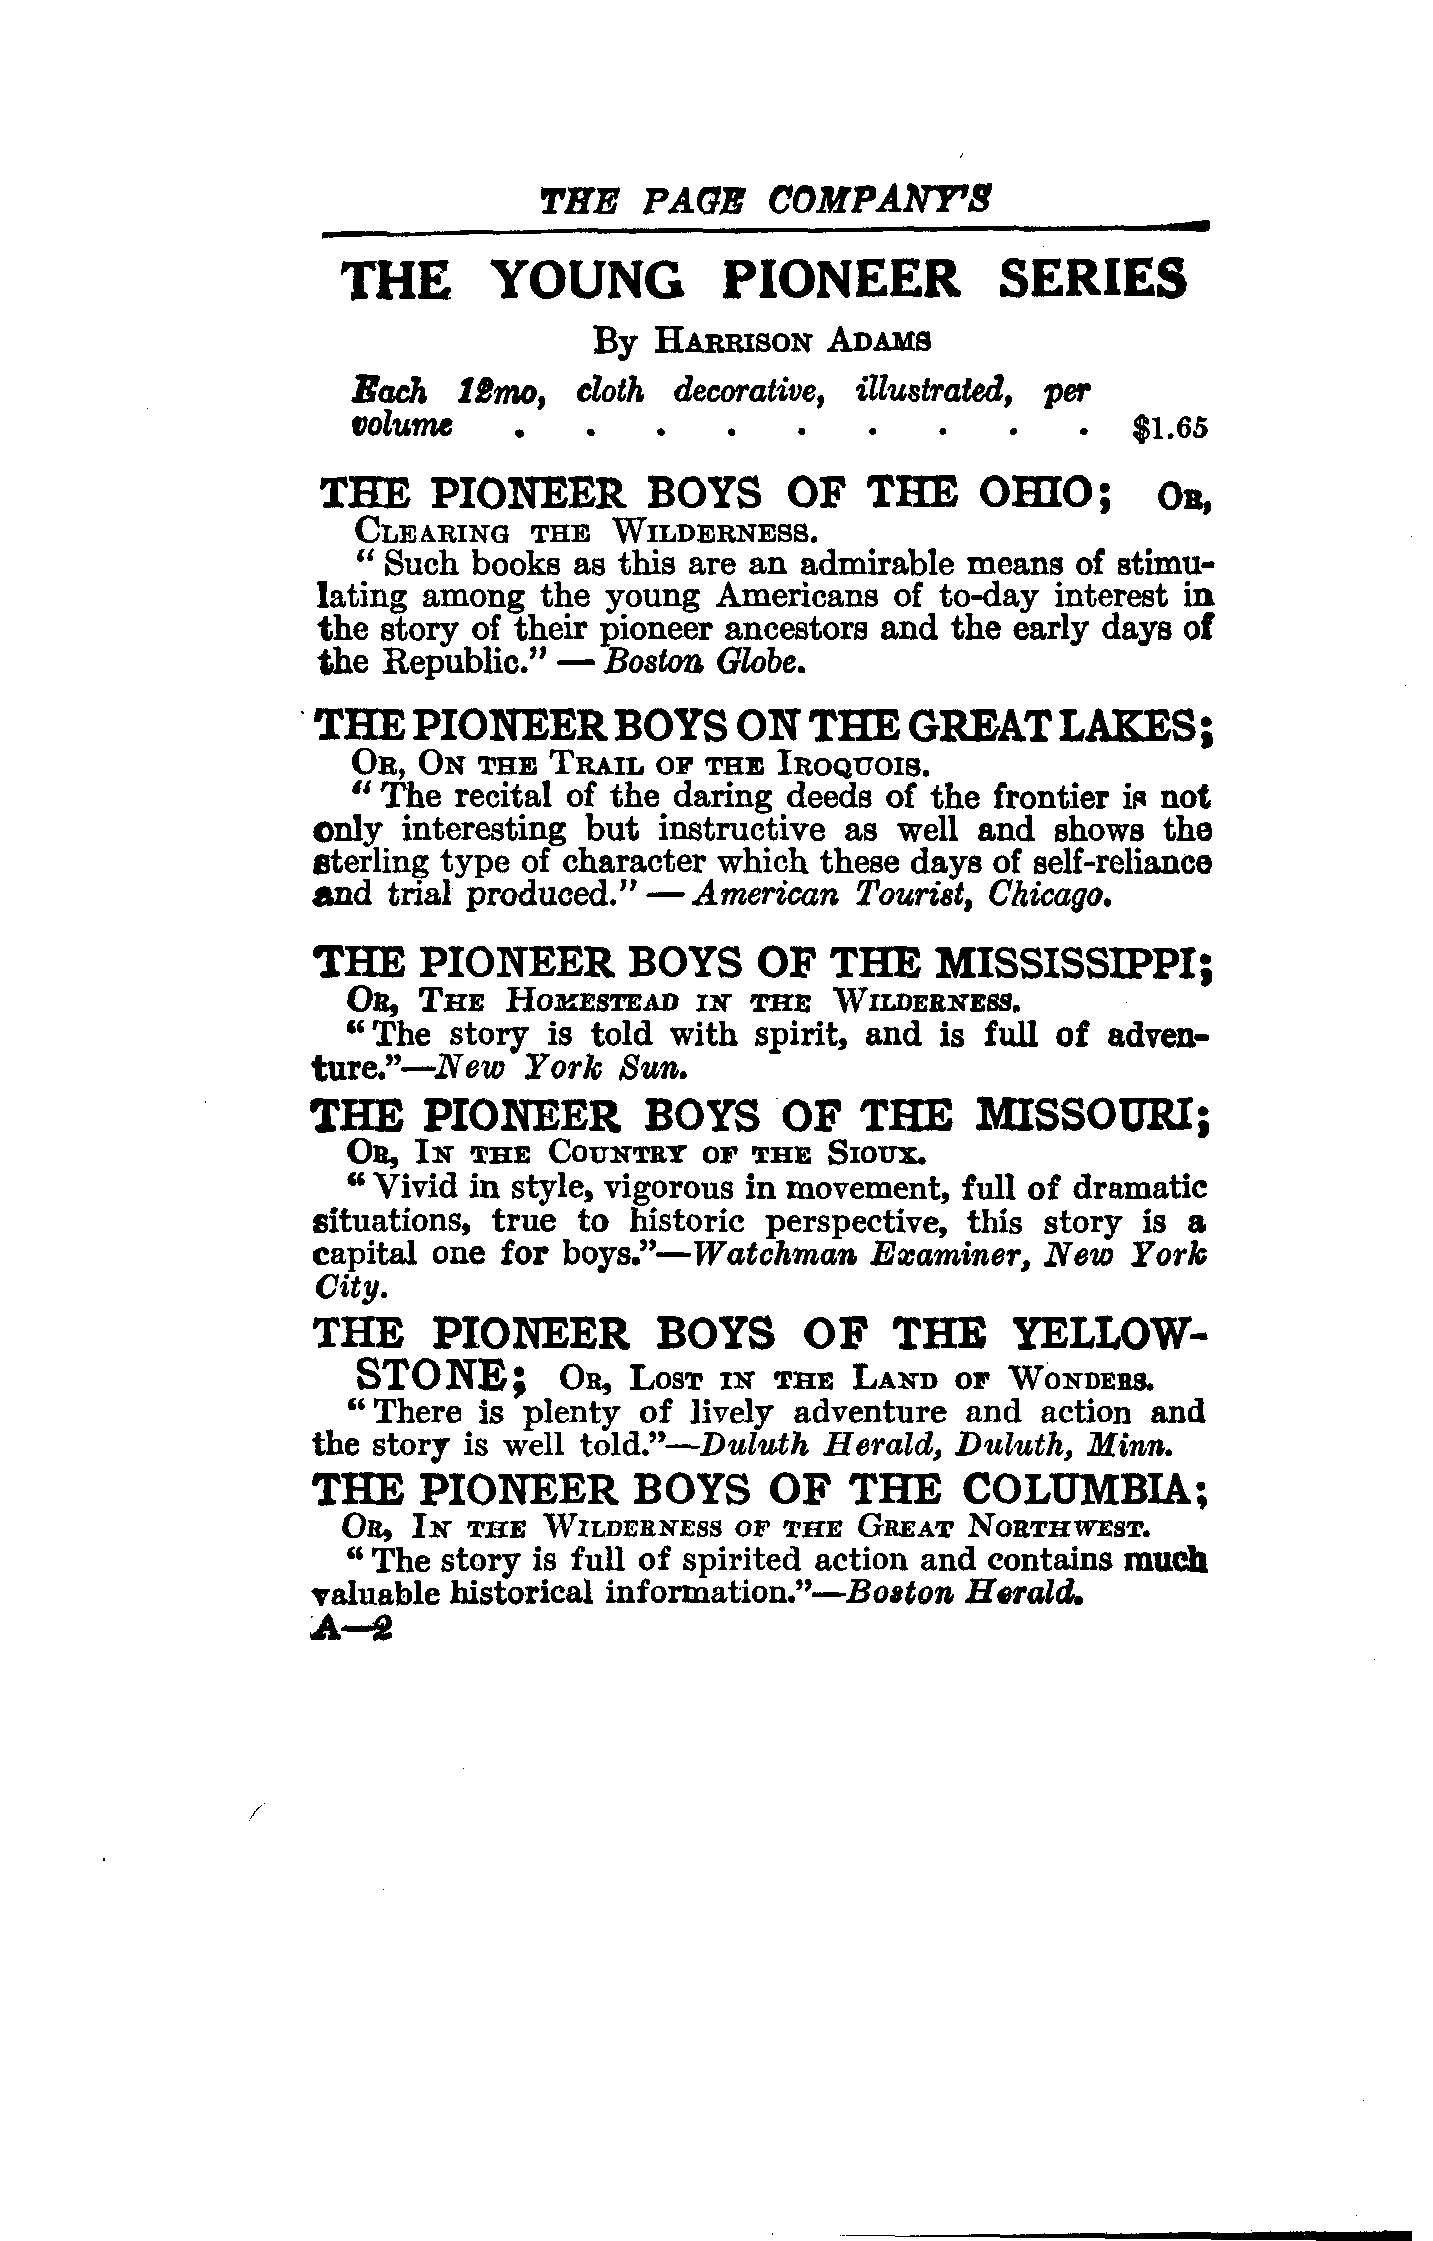 THE PAGE COMPANY'S
THE YOUNG PIONEER SERIES
By HARRISON ADAMS
Each 12mo, cloth decorative, illustrated, per
volume . . . . . . . . . $1.65
THE PIONEER BOYS OF THE OHIO; OR,
CLEARING THE WILDERNESS.
“ Such books as this are an admirable means of stimu-
lating among the young Americans of to-day interest in
the story of their pioneer ancestors and the early days of
the Republic.” — Boston Globe.
THE PIONEER BOYS ON THE GREAT LAKES;
OR, ON THE TRAIL OF THE IROQUOIS.
“ The recital of the daring deeds of the frontier is not
only interesting but instructive as well and shows the
sterling type of character which these days of self-reliance
and trial produced.” — American Tourist, Chicago.
THE PIONEER BOYS OF THE MISSISSIPPI;
OR, THE HOMESTEAD IN THE WILDERNESS.
“ The story is told with spirit, and is full of adven-
ture.”—New York Sun.
THE PIONEER BOYS OF THE MISSOURI;
OR, IN THE COUNTRY OF THE SIOUX.
“ Vivid in style, vigorous in movement, full of dramatic
situations, true to historic perspective, this story is a
capital one for boys.”—Watchman Examiner, New York
City.
THE PIONEER BOYS OF THE YELLOW-
STONE; OR, LOST IN THE LAND OF WONDERS.
“ There is plenty of lively adventure and action and
the story is well told.”—Duluth Herald, Duluth, Minn.
THE PIONEER BOYS OF THE COLUMBIA;
OR, IN THE WILDERNESS OF THE GREAT NORTHWEST.
“ The story is full of spirited action and contains much
valuable historical information.”—Boston Herald.
A—2